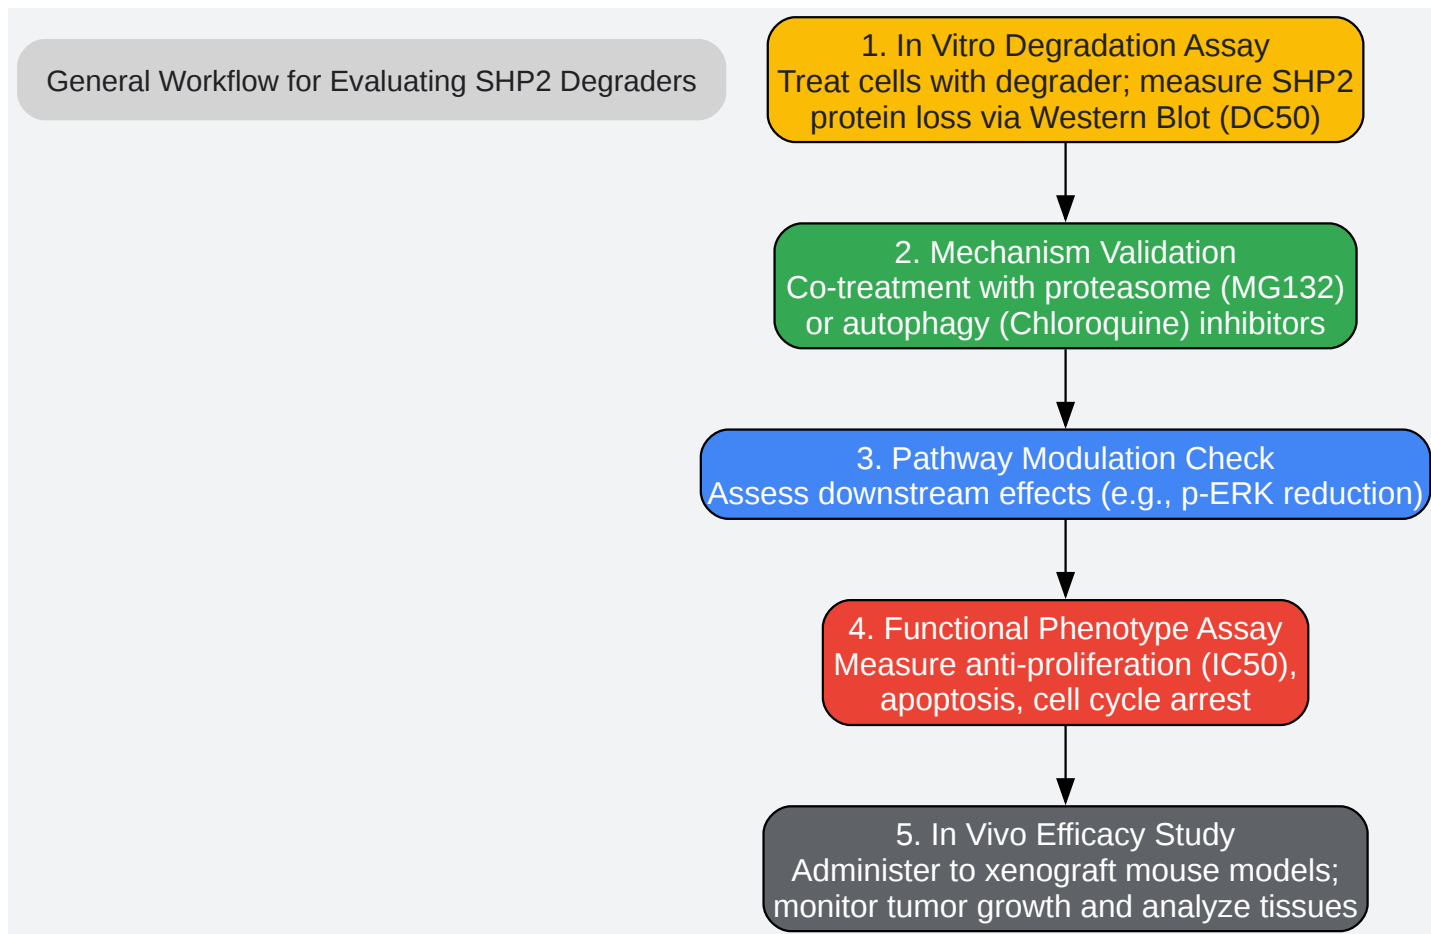 General Workflow for Evaluating SHP2 Degraders
1. In Vitro Degradation Assay
Treat cells with degrader; measure SHP2
protein loss via Western Blot (DC50)
2. Mechanism Validation
Co-treatment with proteasome (MG132)
or autophagy (Chloroquine) inhibitors
3. Pathway Modulation Check
Assess downstream effects (e.g., p-ERK reduction)
4. Functional Phenotype Assay
Measure anti-proliferation (IC50),
apoptosis, cell cycle arrest
5. In Vivo Efficacy Study
Administer to xenograft mouse models;
monitor tumor growth and analyze tissues